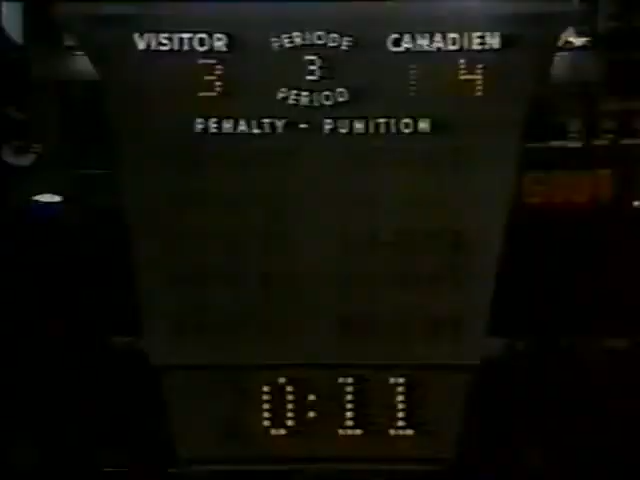 VISITOR PERIODE CANADIEN
3 3 4
PERIOD
PENALTY - PUNITION
0:11